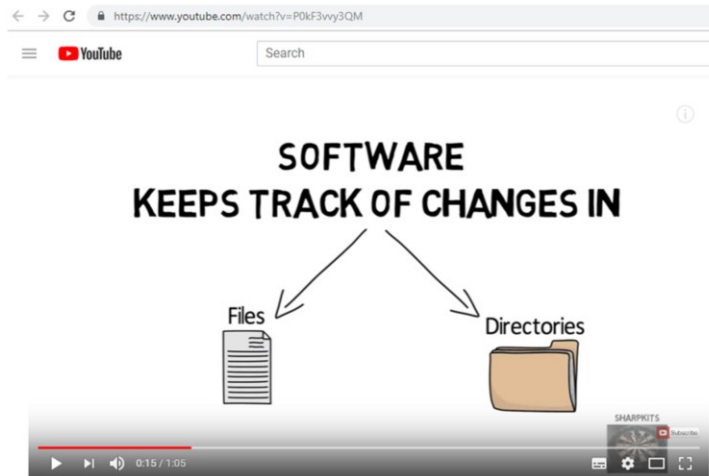 https://www.youtube.com/watch?v=P0kF3vvy3QM
YouTube
Search
SOFTWARE
KEEPS TRACK OF CHANGES IN
Files
Directories
SHARPKITS
Subscribe
0:15 / 1:05